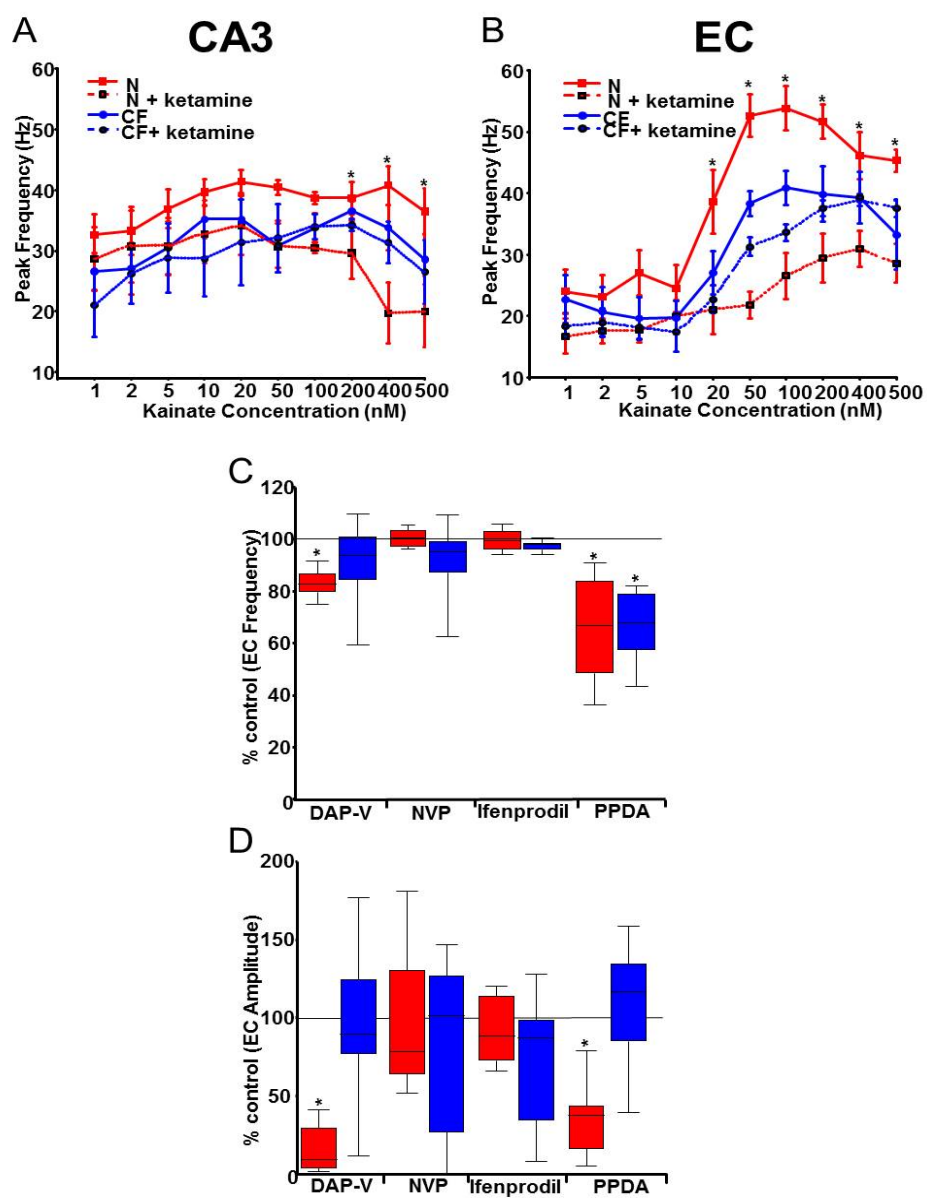 A
CA3
Peak Frequency (Hz)
60
50
40
30
20
10
N
N + ketamine
CF
CF+ ketamine
* * *
1 2 5 10 20 50 100 200 400 500
Kainate Concentration (nM)
B
EC
Peak Frequency (Hz)
60
50
40
30
20
10
N
N + ketamine
CF
CF+ ketamine
* * * * * *
1 2 5 10 20 50 100 200 400 500
Kainate Concentration (nM)
C
% control (EC Frequency)
120
100
80
60
40
20
0
* * *
DAP-V NVP Ifenprodil PPDA
D
% control (EC Amplitude)
200
150
100
50
0
* *
DAP-V NVP Ifenprodil PPDA